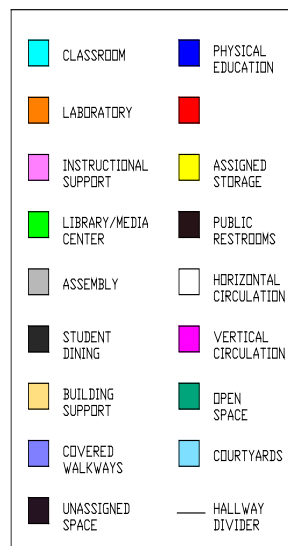 CLASSROOM
PHYSICAL
EDUCATION
LABORATORY
INSTRUCTIONAL
SUPPORT
ASSIGNED
STORAGE
LIBRARY/MEDIA
CENTER
PUBLIC
RESTROOMS
ASSEMBLY
HORIZONTAL
CIRCULATION
STUDENT
DINING
VERTICAL
CIRCULATION
BUILDING
SUPPORT
OPEN
SPACE
COVERED
WALKWAYS
COURTYARDS
UNASSIGNED
SPACE
HALLWAY
DIVIDER